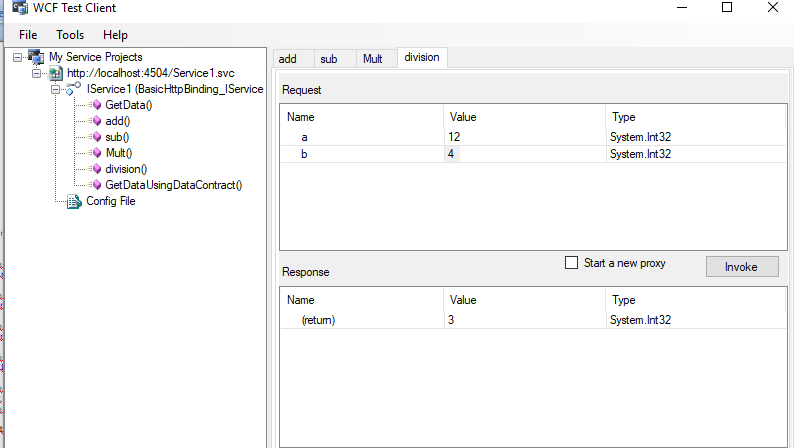 WCF Test Client
File Tools Help
My Service Projects
http://localhost:4504/Service1.svc
IService1 (BasicHttpBinding_IService
GetData()
add()
sub()
Mult()
division()
GetDataUsingDataContract()
Config File
add sub Mult division
Request
Name Value Type
a 12 System.Int32
b 4 System.Int32
Start a new proxy Invoke
Response
Name Value Type
(return) 3 System.Int32